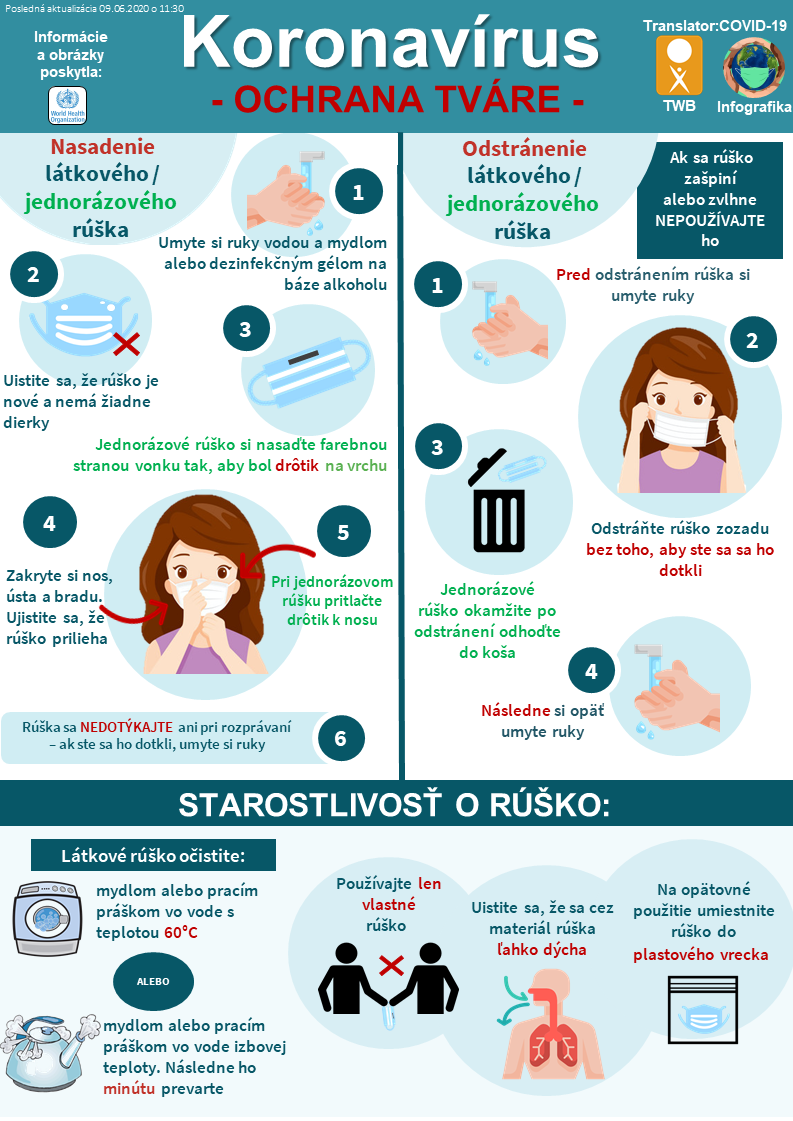 Posledná aktualizácia 09.06.2020 o 11:30
Informácie
a obrázky
poskytla:
World Health
Organization
Koronavírus
- OCHRANA TVÁRE -
Translator:COVID-19
TWB
Infografika
Nasadenie
látkového /
jednorázového
rúška
1
Umyte si ruky vodou a mydlom
alebo dezinfekčným gélom na
báze alkoholu
2
Uistite sa, že rúško je
nové a nemá žiadne
dierky
3
Jednorázové rúško si nasaďte farebnou
stranou vonku tak, aby bol drôtik na vrchu
4
Zakryte si nos,
ústa a bradu.
Ujistite sa, že
rúško prilieha
5
Pri jednorázovom
rúšku pritlačte
drôtik k nosu
Rúška sa NEDOTÝKAJTE ani pri rozprávaní
– ak ste sa ho dotkli, umyte si ruky
6
Odstránenie
látkového /
jednorázového
rúška
Ak sa rúško
zašpiní
alebo zvlhne
NEPOUŽÍVAJTE
ho
1
Pred odstránením rúška si
umyte ruky
2
Odstráňte rúško zozadu
bez toho, aby ste sa sa ho
dotkli
3
Jednorázové
rúško okamžite po
odstránení odhoďte
do koša
4
Následne si opäť
umyte ruky
STAROSTLIVOSŤ O RÚŠKO:
Látkové rúško očistite:
mydlom alebo pracím
práškom vo vode s
teplotou 60°C
ALEBO
mydlom alebo pracím
práškom vo vode izbovej
teploty. Následne ho
minútu prevarte
Používajte len
vlastné
rúško
Uistite sa, že sa cez
materiál rúška
ľahko dýcha
Na opätovné
použitie umiestnite
rúško do
plastového vrecka